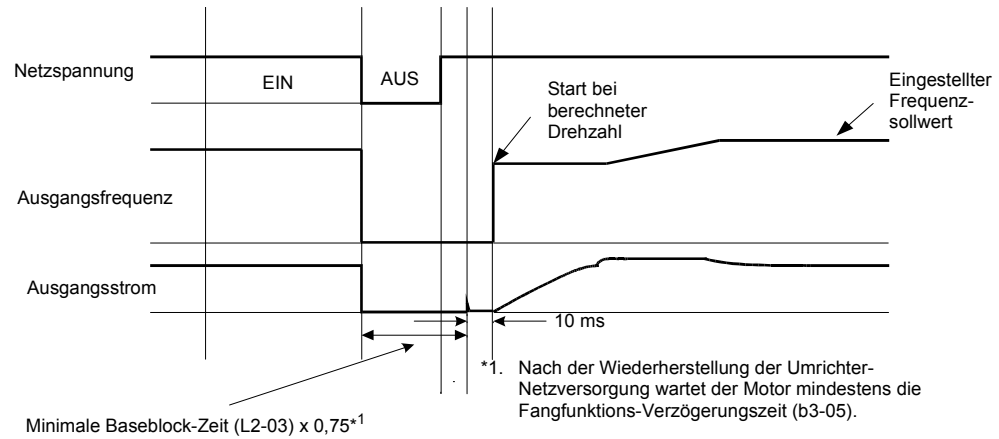 Netzspannung
EIN
AUS
Start bei
berechneter
Drehzahl
Eingestellter
Frequenz-
sollwert
Ausgangsfrequenz
Ausgangsstrom
10 ms
*1. Nach der Wiederherstellung der Umrichter-
Netzversorgung wartet der Motor mindestens die
Fangfunktions-Verzögerungszeit (b3-05).
Minimale Baseblock-Zeit (L2-03) x 0,75*1